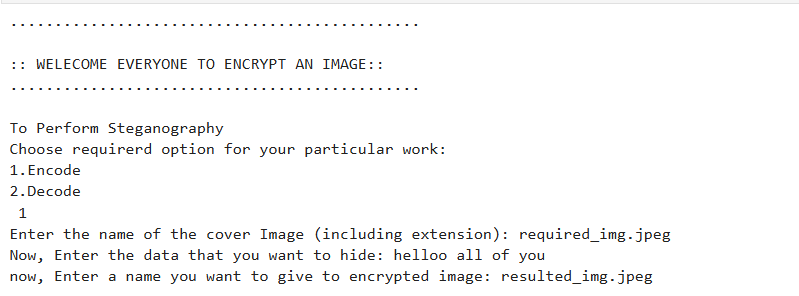 ..............................................
:: WELECOME EVERYONE TO ENCRYPT AN IMAGE::
..............................................
To Perform Steganography
Choose requirerd option for your particular work:
1.Encode
2.Decode
1
Enter the name of the cover Image (including extension): required_img.jpeg
Now, Enter the data that you want to hide: helloo all of you
now, Enter a name you want to give to encrypted image: resulted_img.jpeg